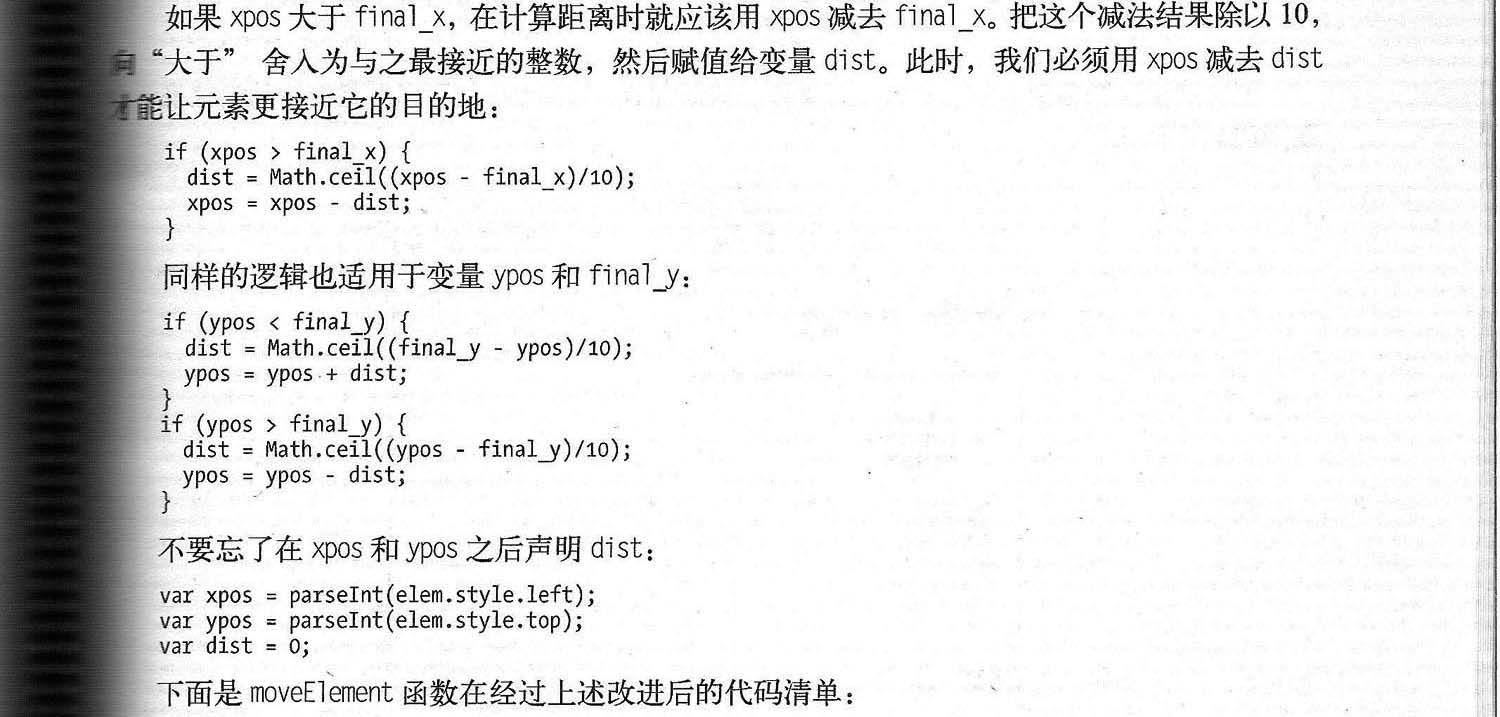 如果 xpos 大于 final_x，在计算距离时就应该用 xpos 减去 final_x。把这个减法结果除以 10，
向“大于” 舍入为与之最接近的整数，然后赋值给变量 dist。此时，我们必须用 xpos 减去 dist
才能让元素更接近它的目的地：
if (xpos > final_x) {
  dist = Math.ceil((xpos - final_x)/10);
  xpos = xpos - dist;
}
同样的逻辑也适用于变量 ypos 和 final_y：
if (ypos < final_y) {
  dist = Math.ceil((final_y - ypos)/10);
  ypos = ypos + dist;
}
if (ypos > final_y) {
  dist = Math.ceil((ypos - final_y)/10);
  ypos = ypos - dist;
}
不要忘了在 xpos 和 ypos 之后声明 dist：
var xpos = parseInt(elem.style.left);
var ypos = parseInt(elem.style.top);
var dist = 0;
下面是 moveElement 函数在经过上述改进后的代码清单：